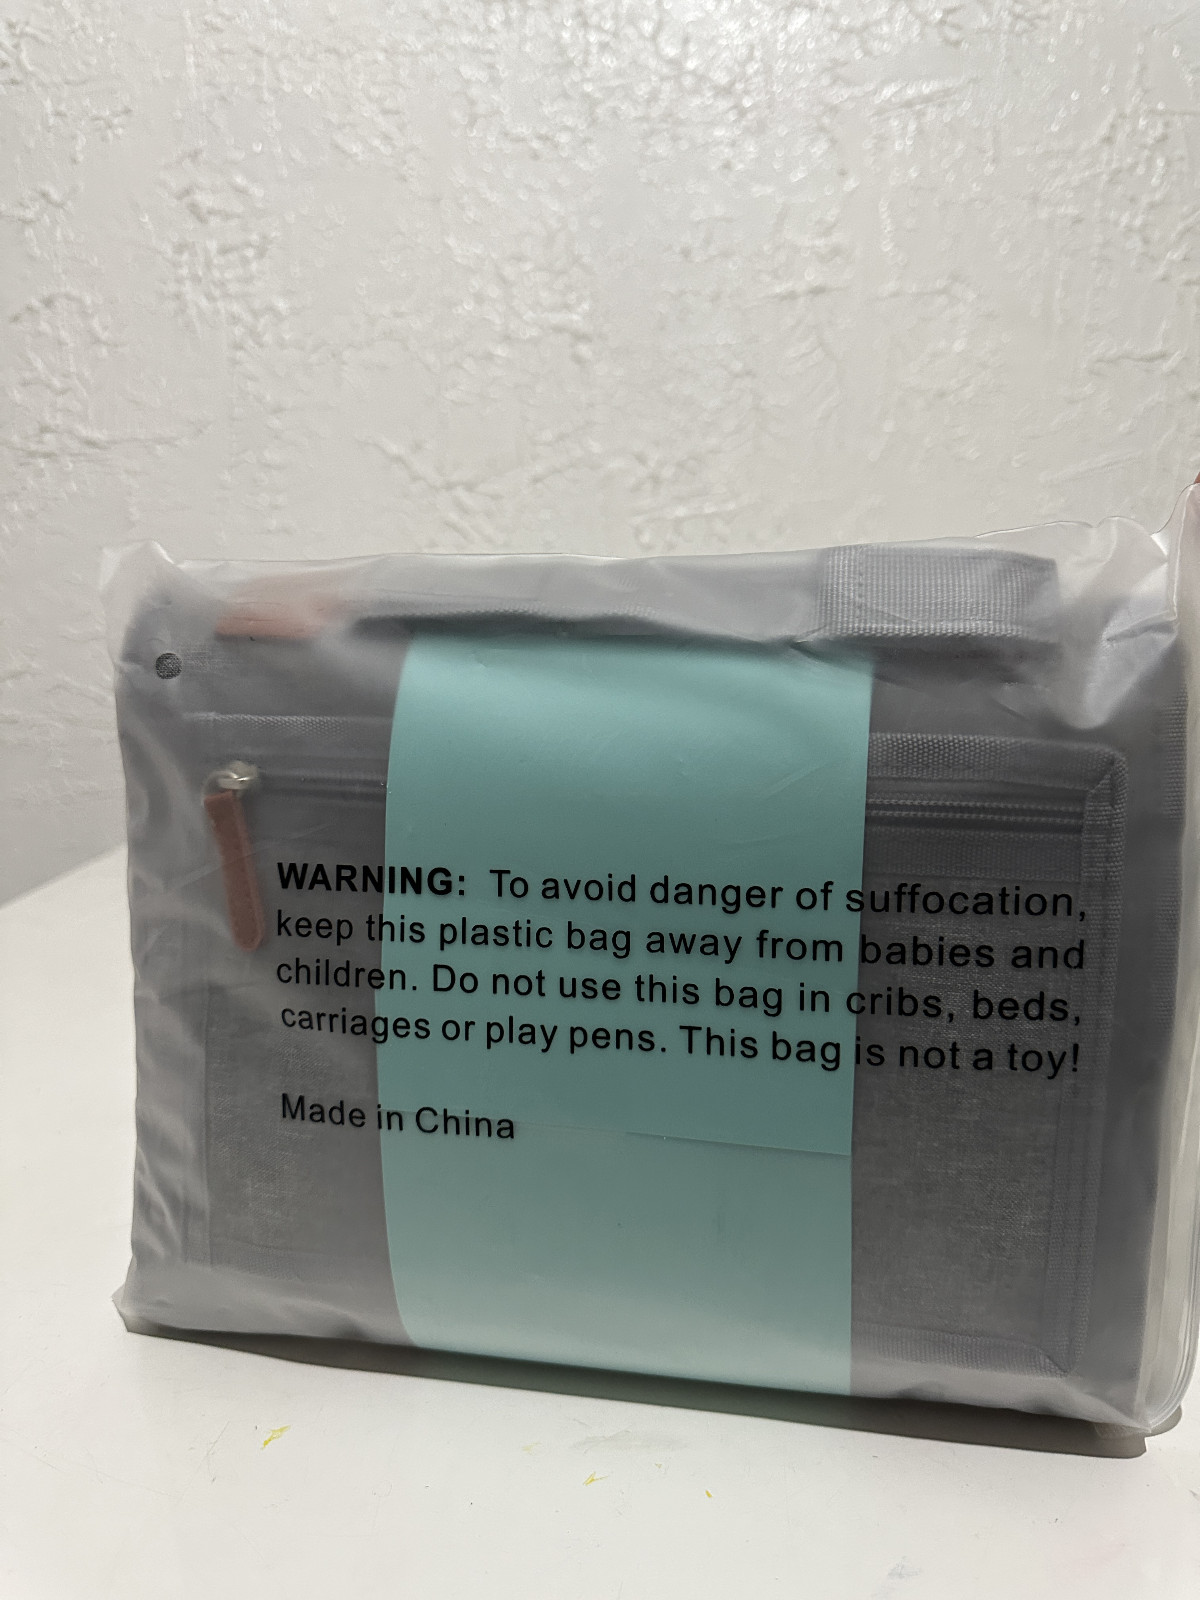 WARNING: To avoid danger of suffocation,
keep this plastic bag away from babies and
children. Do not use this bag in cribs, beds,
carriages or play pens. This bag is not a toy!
Made in China